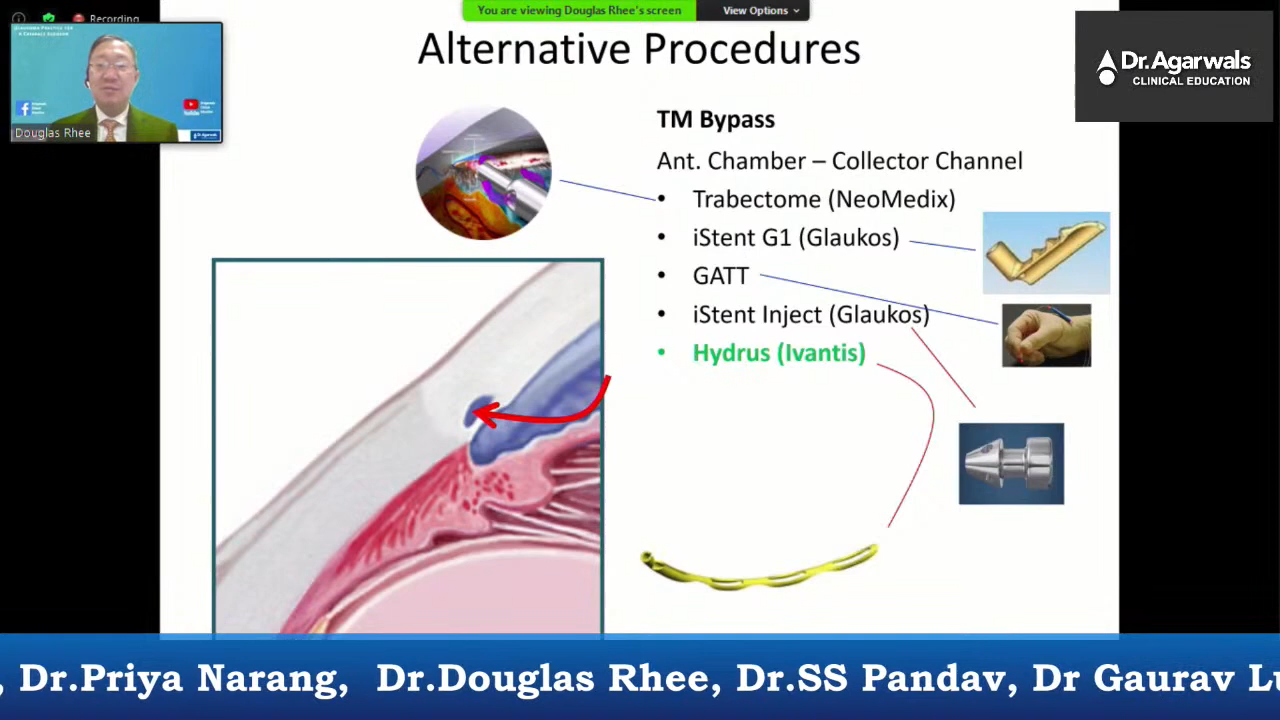 Recording
You are viewing Douglas Rhee's screen
View Options
Douglas Rhee
Dr.Agarwals
CLINICAL EDUCATION
Alternative Procedures
TM Bypass
Ant. Chamber – Collector Channel
• Trabectome (NeoMedix)
• iStent G1 (Glaukos)
• GATT
• iStent Inject (Glaukos)
• Hydrus (Ivantis)
, Dr.Priya Narang, Dr.Douglas Rhee, Dr.SS Pandav, Dr Gaurav Lu